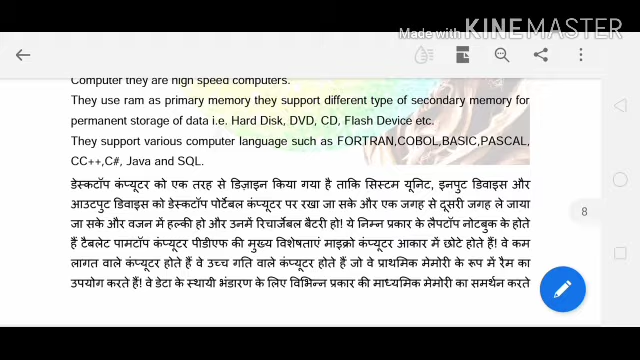 Made with KINEMASTER
Computer they are high speed computers.
They use ram as primary memory they support different type of secondary memory for
permanent storage of data i.e. Hard Disk, DVD, CD, Flash Device etc.
They support various computer language such as FORTRAN,COBOL,BASIC,PASCAL,
CC++,C#, Java and SQL.
डेस्कटॉप कंप्यूटर को एक तरह से डिज़ाइन किया गया है ताकि सिस्टम यूनिट, इनपुट डिवाइस और
आउटपुट डिवाइस को डेस्कटॉप पोर्टेबल कंप्यूटर पर रखा जा सके और एक जगह से दूसरी जगह ले जाया
जा सके और वजन में हल्की हो और उनमें रिचार्जेबल बैटरी हो! ये निम्न प्रकार के लैपटॉप नोटबुक के होते
हैं टैबलेट पामटॉप कंप्यूटर पीडीएफ की मुख्य विशेषताएं माइक्रो कंप्यूटर आकार में छोटे होते हैं! वे कम
लागत वाले कंप्यूटर होते हैं वे उच्च गति वाले कंप्यूटर होते हैं जो वे प्राथमिक मेमोरी के रूप में रैम का
उपयोग करते हैं! वे डेटा के स्थायी भंडारण के लिए विभिन्न प्रकार की माध्यमिक मेमोरी का समर्थन करते
8